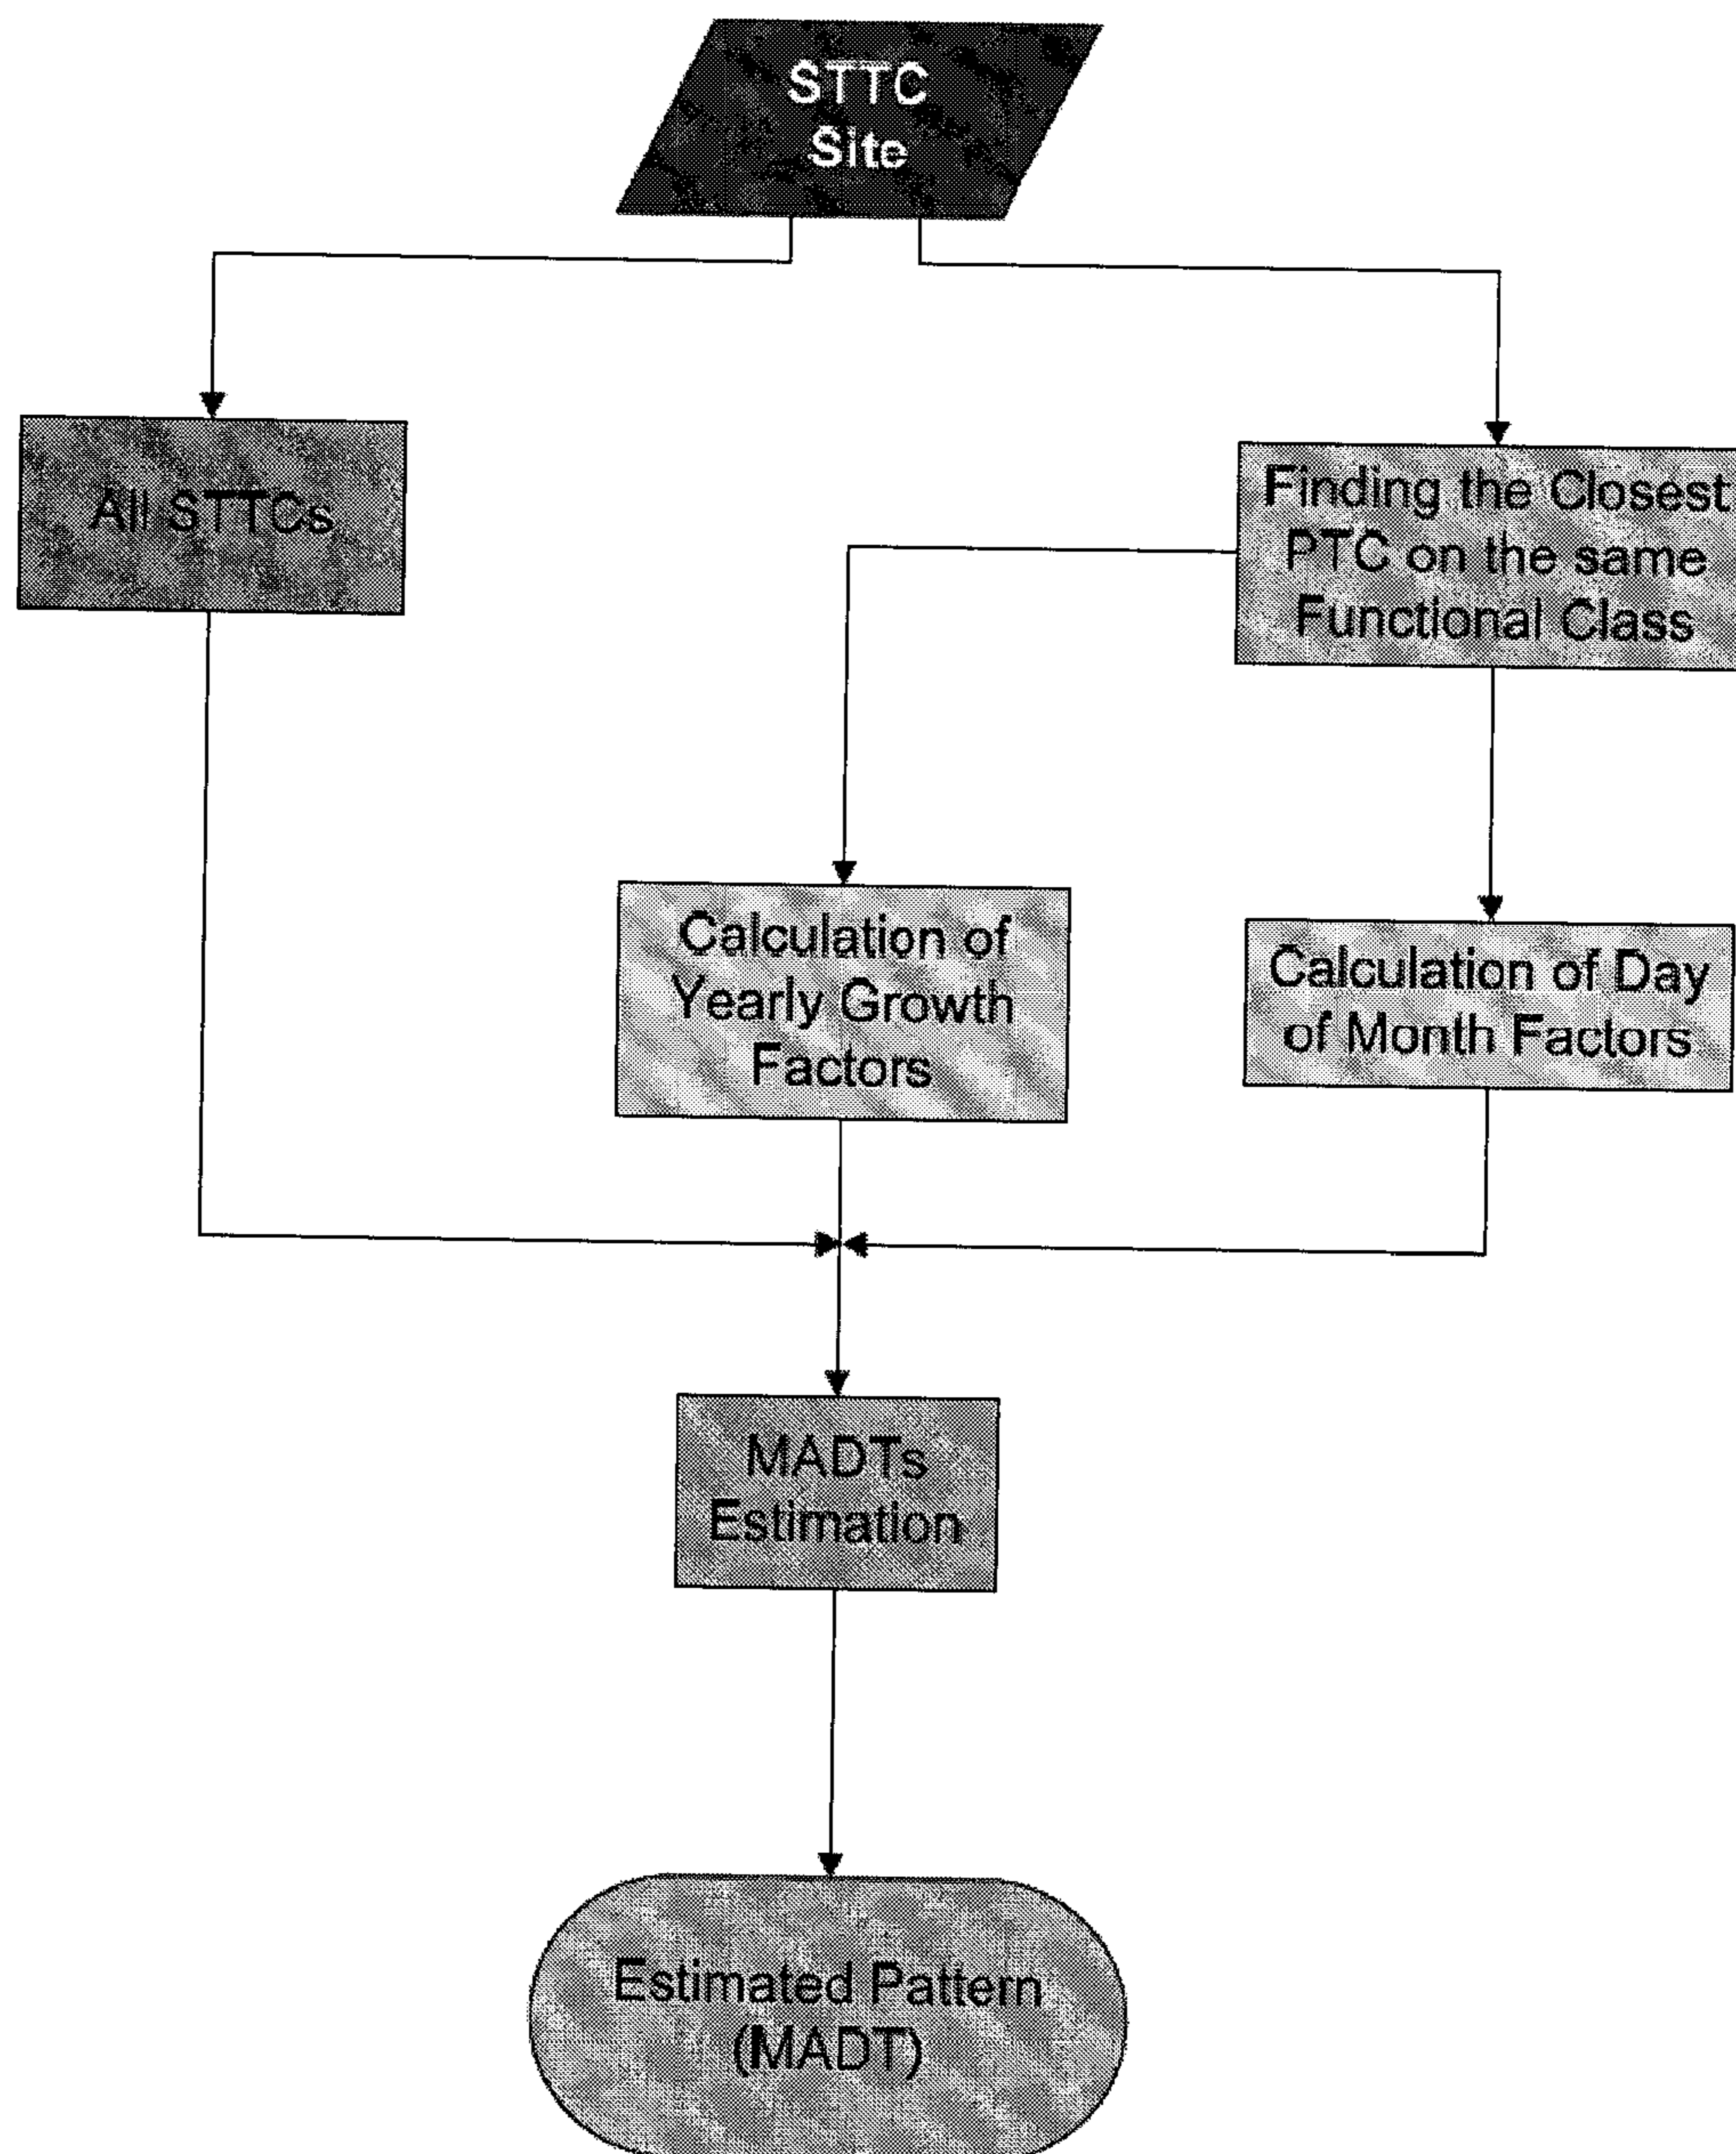 STTC
Site
All STTCs
Finding the Closest
PTC on the same
Functional Class
Calculation of
Yearly Growth
Factors
Calculation of Day
of Month Factors
MADTs
Estimation
Estimated Pattern
(MADT)